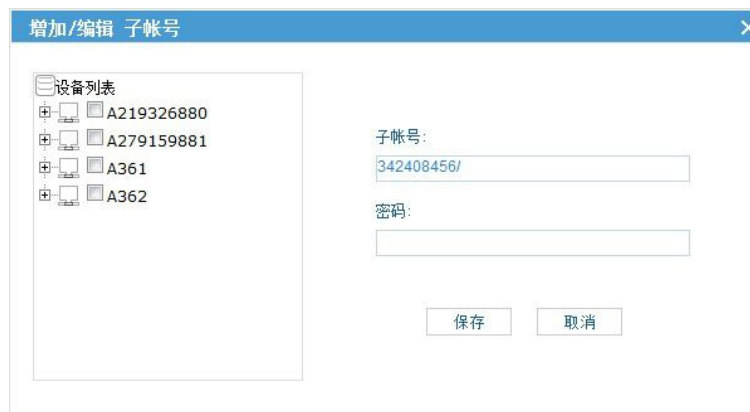 增加/编辑 子帐号
设备列表
A219326880
A279159881
A361
A362
子帐号:
342408456/
密码:
保存
取消